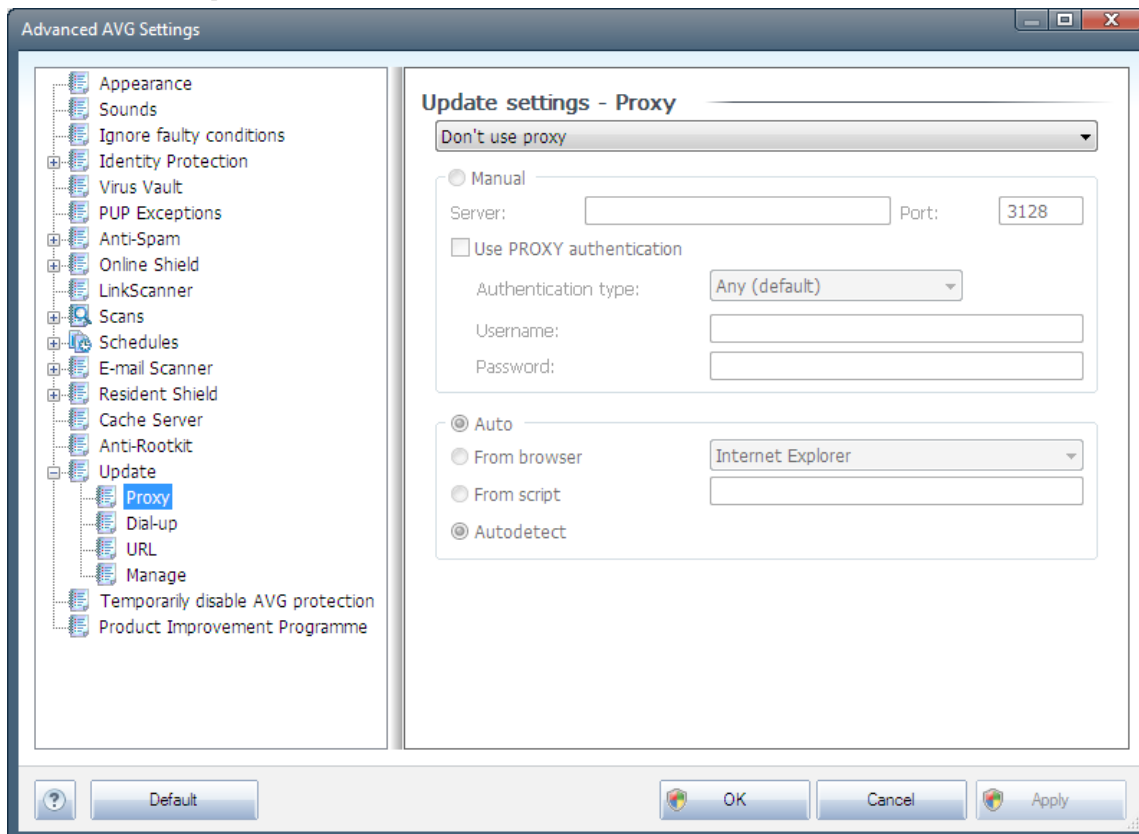 Advanced AVG Settings
Appearance
Sounds
Ignore faulty conditions
Identity Protection
Virus Vault
PUP Exceptions
Anti-Spam
Online Shield
LinkScanner
Scans
Schedules
E-mail Scanner
Resident Shield
Cache Server
Anti-Rootkit
Update
Proxy
Dial-up
URL
Manage
Temporarily disable AVG protection
Product Improvement Programme
Update settings - Proxy
Don't use proxy
Manual
Server: Port: 3128
Use PROXY authentication
Authentication type: Any (default)
Username:
Password:
Auto
From browser Internet Explorer
From script
Autodetect
? Default OK Cancel Apply